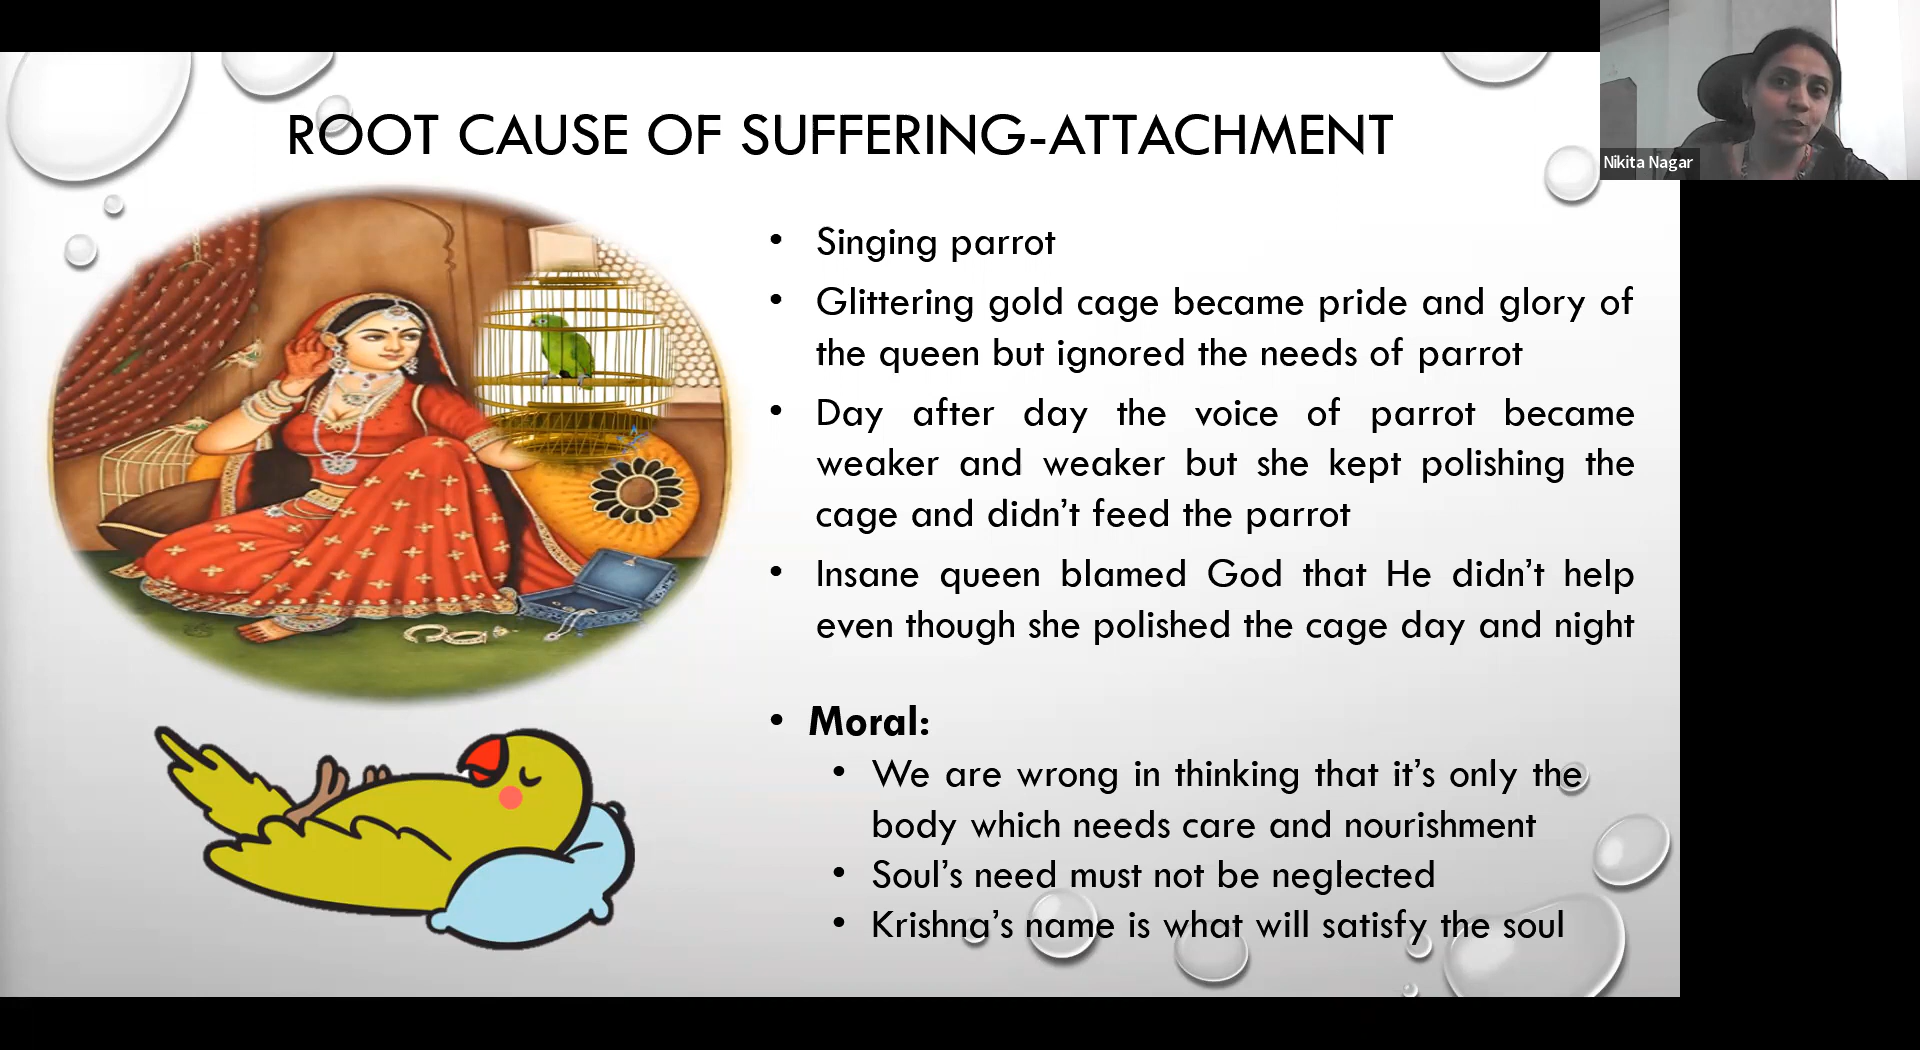 ROOT CAUSE OF SUFFERING-ATTACHMENT
Nikita Nagar
• Singing parrot
• Glittering gold cage became pride and glory of
the queen but ignored the needs of parrot
• Day after day the voice of parrot became
weaker and weaker but she kept polishing the
cage and didn’t feed the parrot
• Insane queen blamed God that He didn’t help
even though she polished the cage day and night
• Moral:
• We are wrong in thinking that it’s only the
body which needs care and nourishment
• Soul’s need must not be neglected
• Krishna’s name is what will satisfy the soul